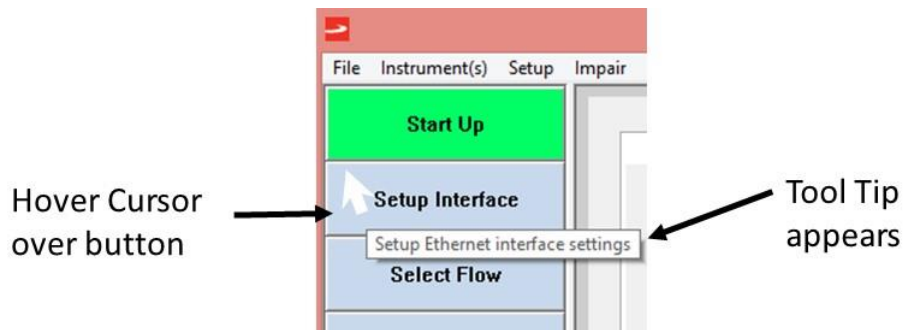 File Instrument(s) Setup Impair
Start Up
Hover Cursor
over button
Setup Interface
Setup Ethernet interface settings
Tool Tip
appears
Select Flow